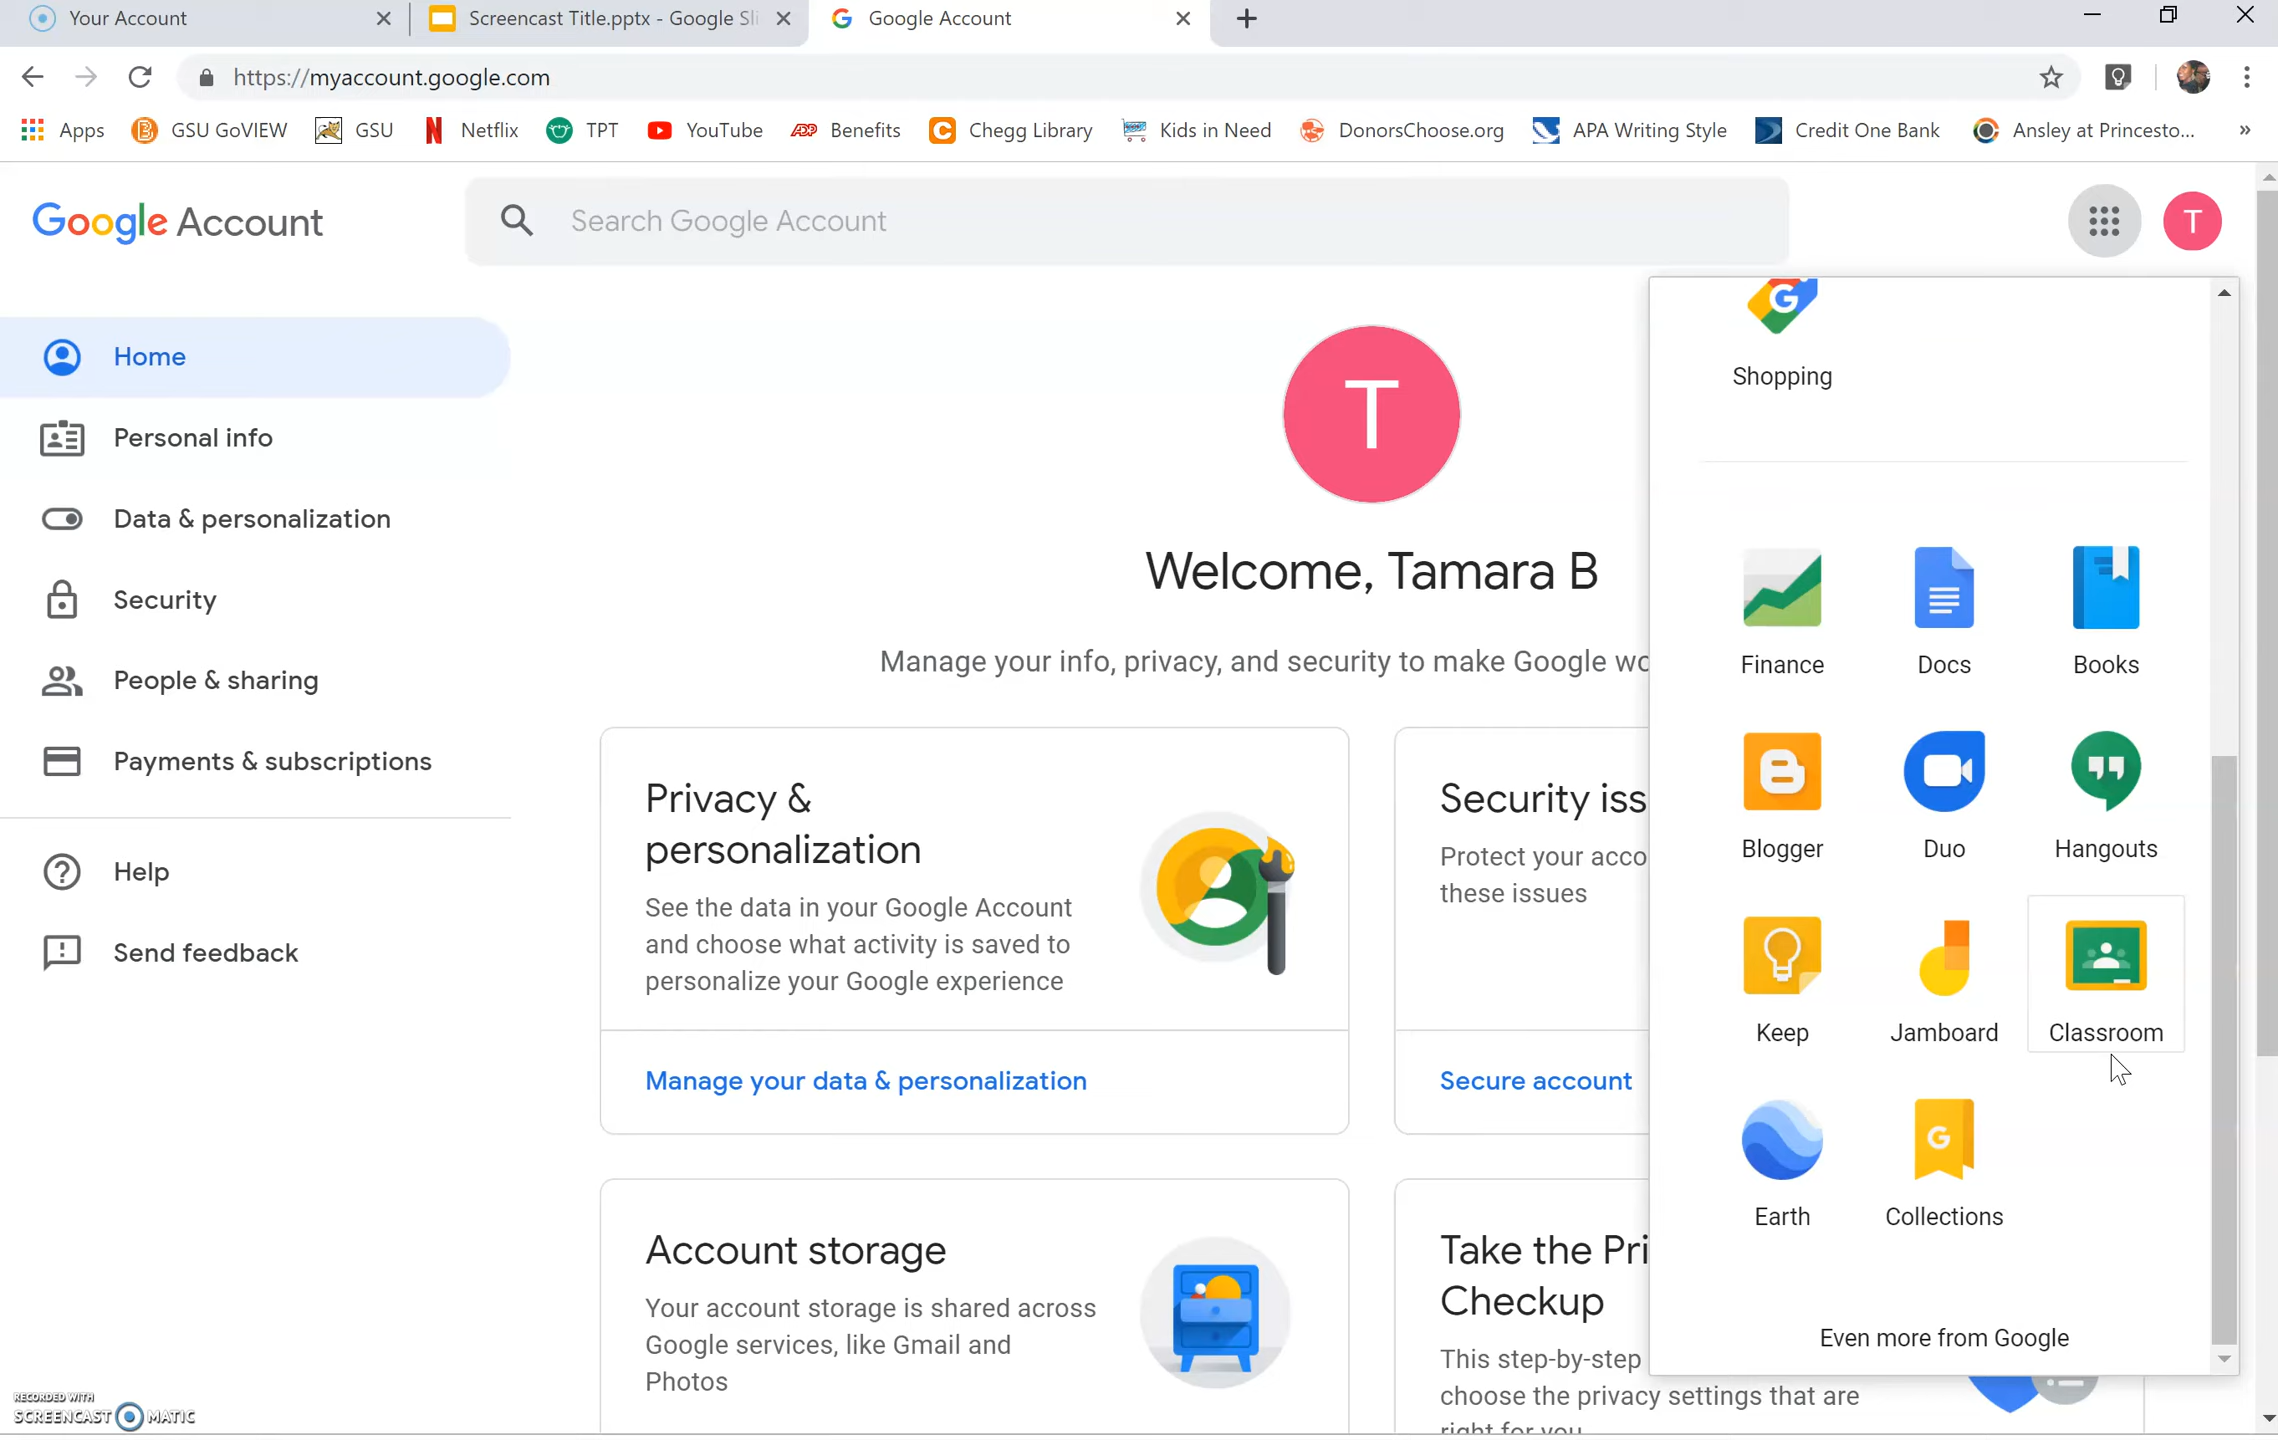 Your Account
Screencast Title.pptx - Google Sli
Google Account
https://myaccount.google.com
Apps
GSU GoVIEW
GSU
Netflix
TPT
YouTube
ADP Benefits
Chegg Library
Kids in Need
DonorsChoose.org
APA Writing Style
Credit One Bank
Ansley at Princesto...
»
Google Account
Search Google Account
T
Home
Personal info
Data & personalization
Security
People & sharing
Payments & subscriptions
Help
Send feedback
T
Welcome, Tamara B
Manage your info, privacy, and security to make Google wo
Privacy &
personalization
See the data in your Google Account
and choose what activity is saved to
personalize your Google experience
Manage your data & personalization
Security iss
Protect your acco
these issues
Secure account
Account storage
Your account storage is shared across
Google services, like Gmail and
Photos
Take the Pri
Checkup
This step-by-step
choose the privacy settings that are
right for you
Shopping
Finance
Docs
Books
Blogger
Duo
Hangouts
Keep
Jamboard
Classroom
Earth
Collections
Even more from Google
RECORDED WITH
SCREENCAST MATIC